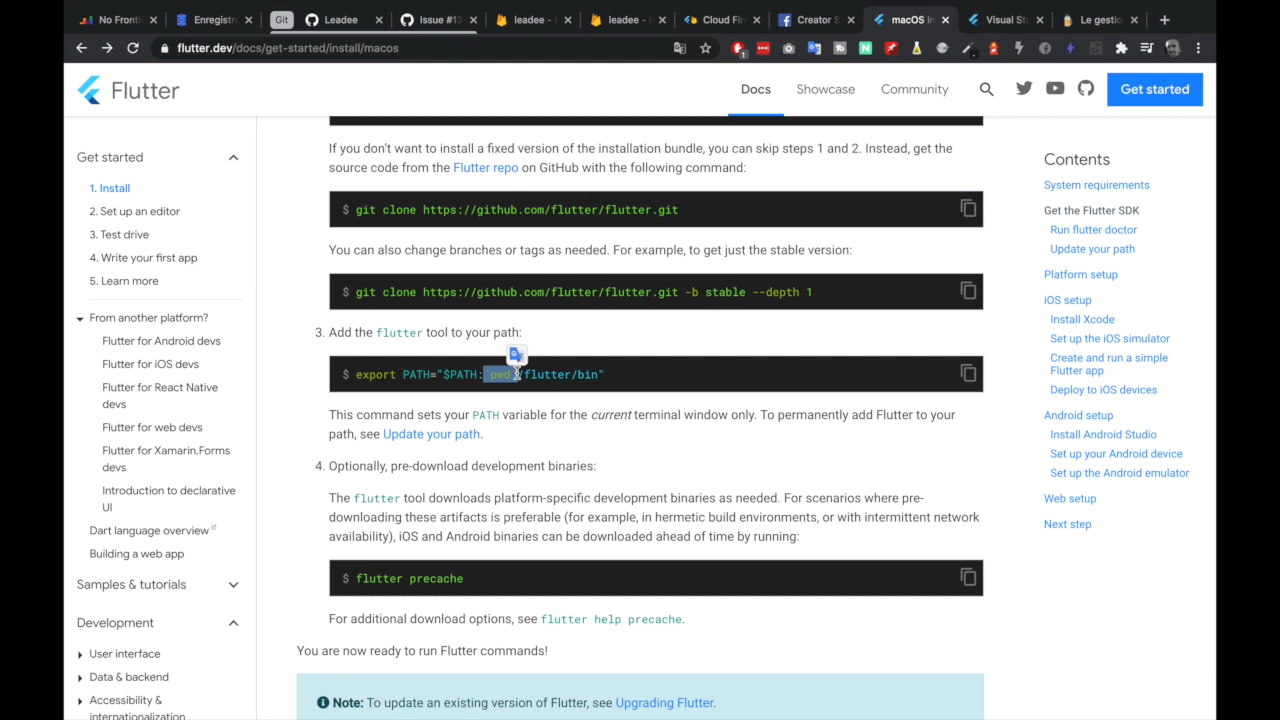 No Fronti
Enregistr
Git
Leadee
Issue #13
leadee - C
leadee - F
Cloud Fire
Creator S
macOS in
Visual Stu
Le gestion
flutter.dev/docs/get-started/install/macos
Flutter
Docs
Showcase
Community
Get started
Get started
1. Install
2. Set up an editor
3. Test drive
4. Write your first app
5. Learn more
From another platform?
Flutter for Android devs
Flutter for iOS devs
Flutter for React Native
devs
Flutter for web devs
Flutter for Xamarin.Forms
devs
Introduction to declarative
UI
Dart language overview
Building a web app
Samples & tutorials
Development
User interface
Data & backend
Accessibility &
internationalization
If you don't want to install a fixed version of the installation bundle, you can skip steps 1 and 2. Instead, get the
source code from the Flutter repo on GitHub with the following command:
$ git clone https://github.com/flutter/flutter.git
You can also change branches or tags as needed. For example, to get just the stable version:
$ git clone https://github.com/flutter/flutter.git -b stable --depth 1
3. Add the flutter tool to your path:
$ export PATH="$PATH:`pwd`/flutter/bin"
This command sets your PATH variable for the current terminal window only. To permanently add Flutter to your
path, see Update your path.
4. Optionally, pre-download development binaries:
The flutter tool downloads platform-specific development binaries as needed. For scenarios where pre-
downloading these artifacts is preferable (for example, in hermetic build environments, or with intermittent network
availability), iOS and Android binaries can be downloaded ahead of time by running:
$ flutter precache
For additional download options, see flutter help precache.
You are now ready to run Flutter commands!
Note: To update an existing version of Flutter, see Upgrading Flutter.
Contents
System requirements
Get the Flutter SDK
Run flutter doctor
Update your path
Platform setup
iOS setup
Install Xcode
Set up the iOS simulator
Create and run a simple
Flutter app
Deploy to iOS devices
Android setup
Install Android Studio
Set up your Android device
Set up the Android emulator
Web setup
Next step